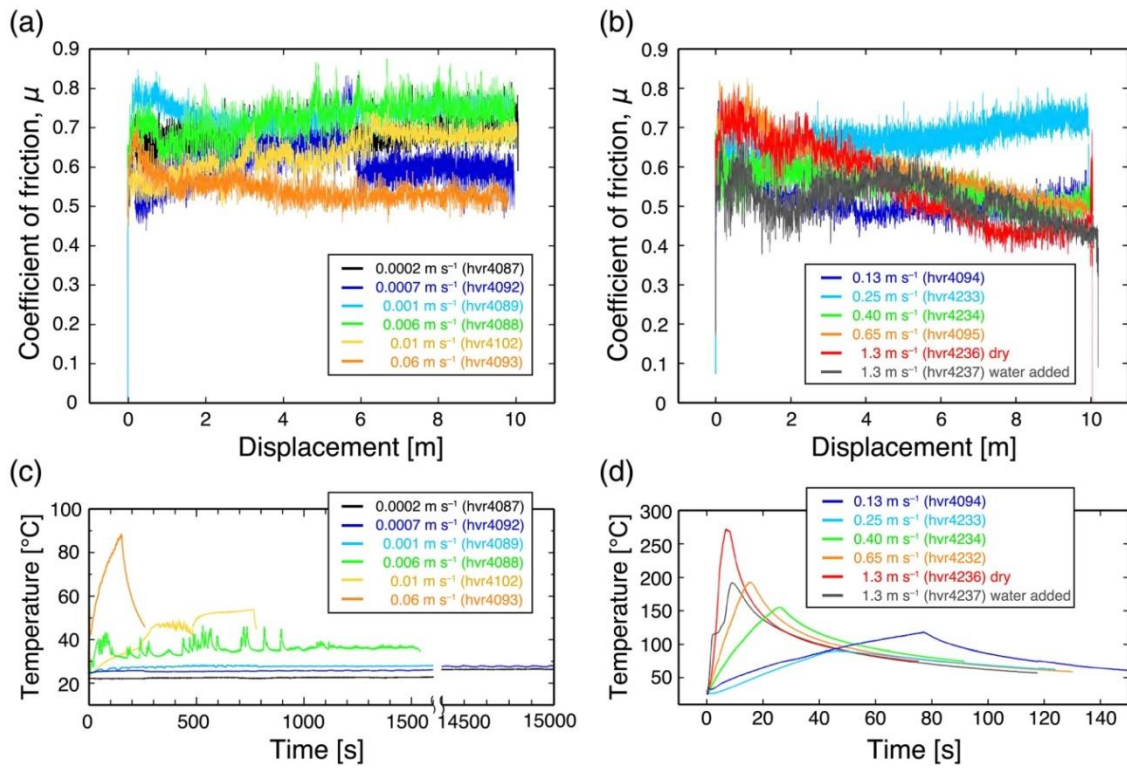 (a)
0.9
0.8
0.7
0.6
0.5
0.4
0.3
0.2
0.1
0
Coefficient of friction, μ
0.0002 m s⁻¹ (hvr4087)
0.0007 m s⁻¹ (hvr4092)
0.001 m s⁻¹ (hvr4089)
0.006 m s⁻¹ (hvr4088)
0.01 m s⁻¹ (hvr4102)
0.06 m s⁻¹ (hvr4093)
0 2 4 6 8 10
Displacement [m]
(b)
0.9
0.8
0.7
0.6
0.5
0.4
0.3
0.2
0.1
0
Coefficient of friction, μ
0.13 m s⁻¹ (hvr4094)
0.25 m s⁻¹ (hvr4233)
0.40 m s⁻¹ (hvr4234)
0.65 m s⁻¹ (hvr4095)
1.3 m s⁻¹ (hvr4236) dry
1.3 m s⁻¹ (hvr4237) water added
0 2 4 6 8 10
Displacement [m]
(c)
100
80
60
40
20
Temperature [°C]
0.0002 m s⁻¹ (hvr4087)
0.0007 m s⁻¹ (hvr4092)
0.001 m s⁻¹ (hvr4089)
0.006 m s⁻¹ (hvr4088)
0.01 m s⁻¹ (hvr4102)
0.06 m s⁻¹ (hvr4093)
0 500 1000 1500 14500 15000
Time [s]
(d)
300
250
200
150
100
50
Temperature [°C]
0.13 m s⁻¹ (hvr4094)
0.25 m s⁻¹ (hvr4233)
0.40 m s⁻¹ (hvr4234)
0.65 m s⁻¹ (hvr4232)
1.3 m s⁻¹ (hvr4236) dry
1.3 m s⁻¹ (hvr4237) water added
0 20 40 60 80 100 120 140
Time [s]